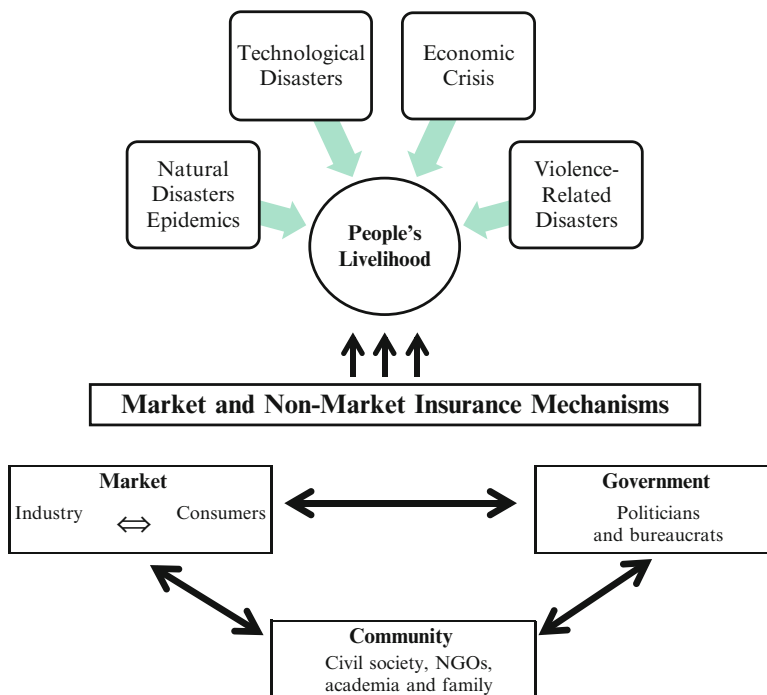 Technological
Disasters
Economic
Crisis
Natural
Disasters
Epidemics
Violence-
Related
Disasters
People's
Livelihood
Market and Non-Market Insurance Mechanisms
Market
Industry ⇔ Consumers
Government
Politicians
and bureaucrats
Community
Civil society, NGOs,
academia and family